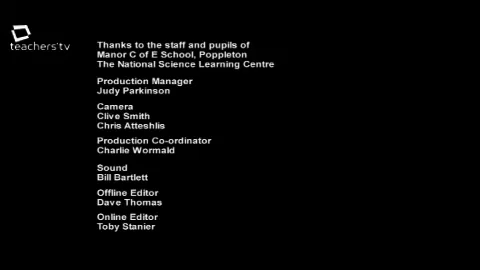 teachers' tv
Thanks to the staff and pupils of
Manor C of E School, Poppleton
The National Science Learning Centre
Production Manager
Judy Parkinson
Camera
Clive Smith
Chris Atteshlis
Production Co-ordinator
Charlie Wormald
Sound
Bill Bartlett
Offline Editor
Dave Thomas
Online Editor
Toby Stanier